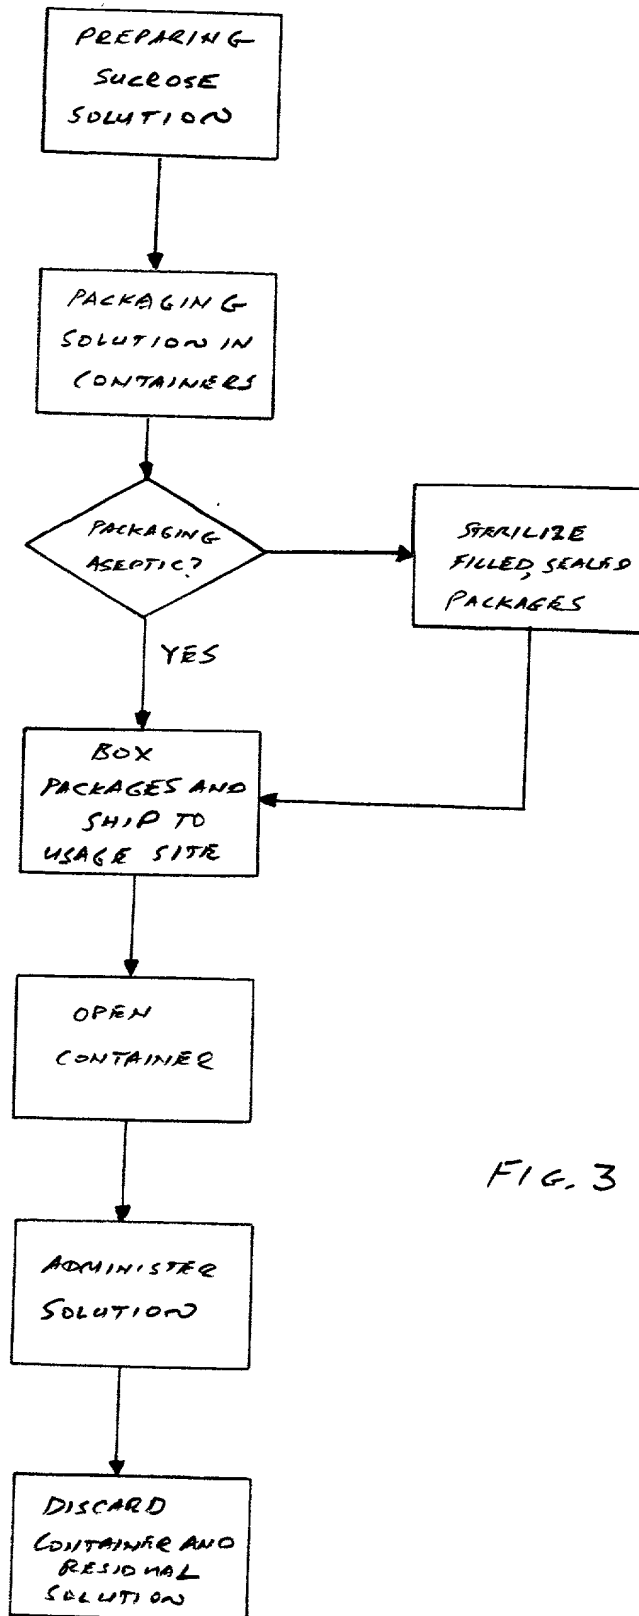 PREPARING
SUCROSE
SOLUTION
PACKAGING
SOLUTION IN
CONTAINERS
PACKAGING
ASEPTIC?
STERILIZE
FILLED, SEALED
PACKAGES
YES
BOX
PACKAGES AND
SHIP TO
USAGE SITE
OPEN
CONTAINER
FIG. 3
ADMINISTER
SOLUTION
DISCARD
CONTAINER AND
RESIDUAL
SOLUTION